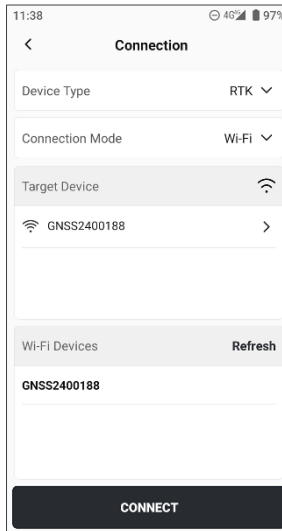 11:38 4G 97%
Connection
Device Type RTK
Connection Mode Wi-Fi
Target Device
GNSS2400188
Wi-Fi Devices Refresh
GNSS2400188
CONNECT